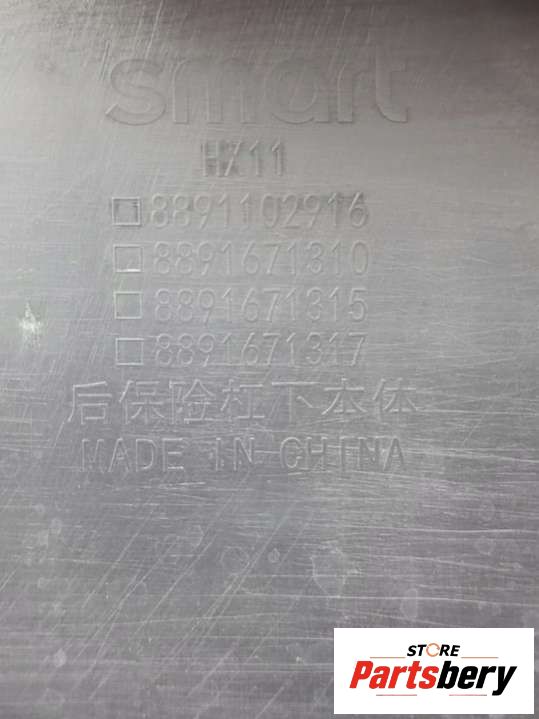 smart
HX11
8891102916
8891671310
8891671315
8891671317
后保险杠下本体
MADE IN CHINA
STORE
Partsbery